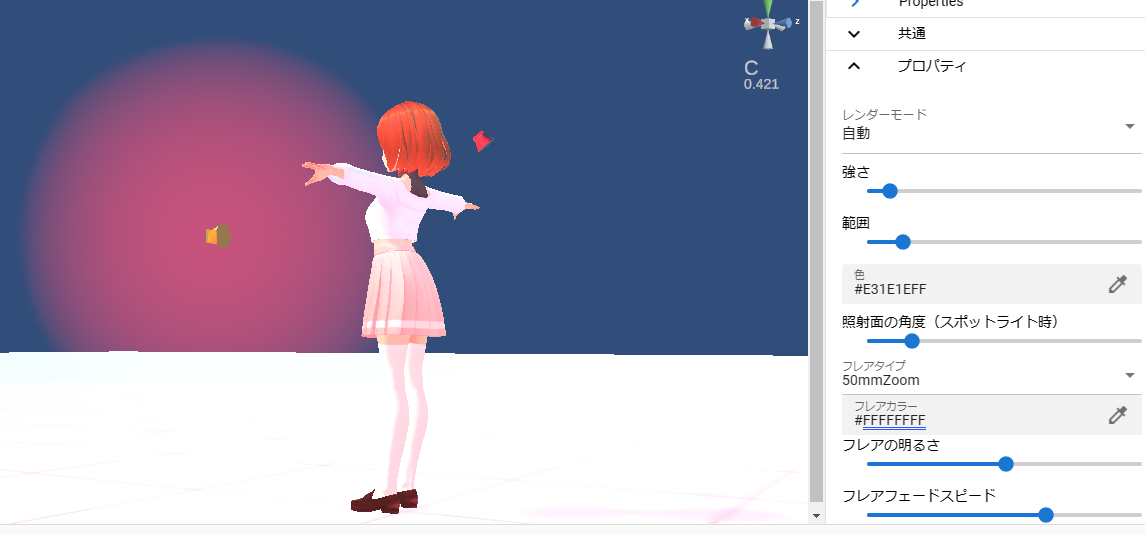 x
z
C
0.421
Properties
共通
プロパティ
レンダーモード
自動
強さ
範囲
色
#E31E1EFF
照射面の角度（スポットライト時）
フレアタイプ
50mmZoom
フレアカラー
#FFFFFFFF
フレアの明るさ
フレアフェードスピード